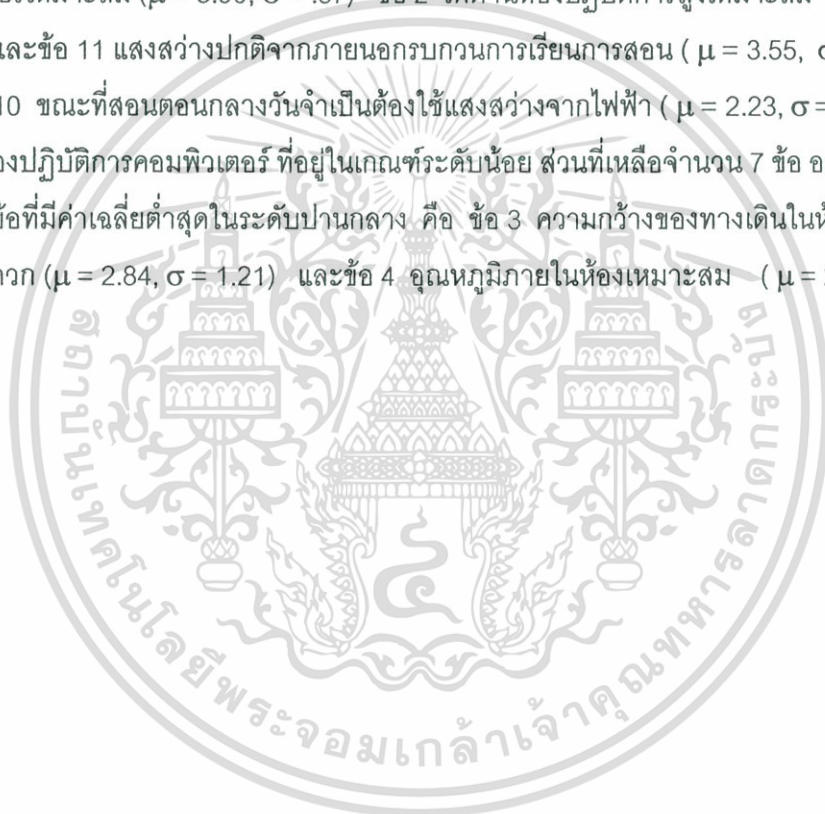 และข้อ 11 แสงสว่างปกติจากภายนอกรบกวนการเรียนการสอน ( μ = 3.55, σ
10 ขณะที่สอนตอนกลางวันจำเป็นต้องใช้แสงสว่างจากไฟฟ้า ( μ = 2.23, σ =
องปฏิบัติการคอมพิวเตอร์ ที่อยู่ในเกณฑ์ระดับน้อย ส่วนที่เหลือจำนวน 7 ข้อ อ
ข้อที่มีค่าเฉลี่ยต่ำสุดในระดับปานกลาง คือ ข้อ 3 ความกว้างของทางเดินในห้
วก (μ = 2.84, σ = 1.21) และข้อ 4 อุณหภูมิภายในห้องเหมาะสม ( μ =
สถาบันเทคโนโลยีพระจอมเกล้าเจ้าคุณทหารลาดกระบัง